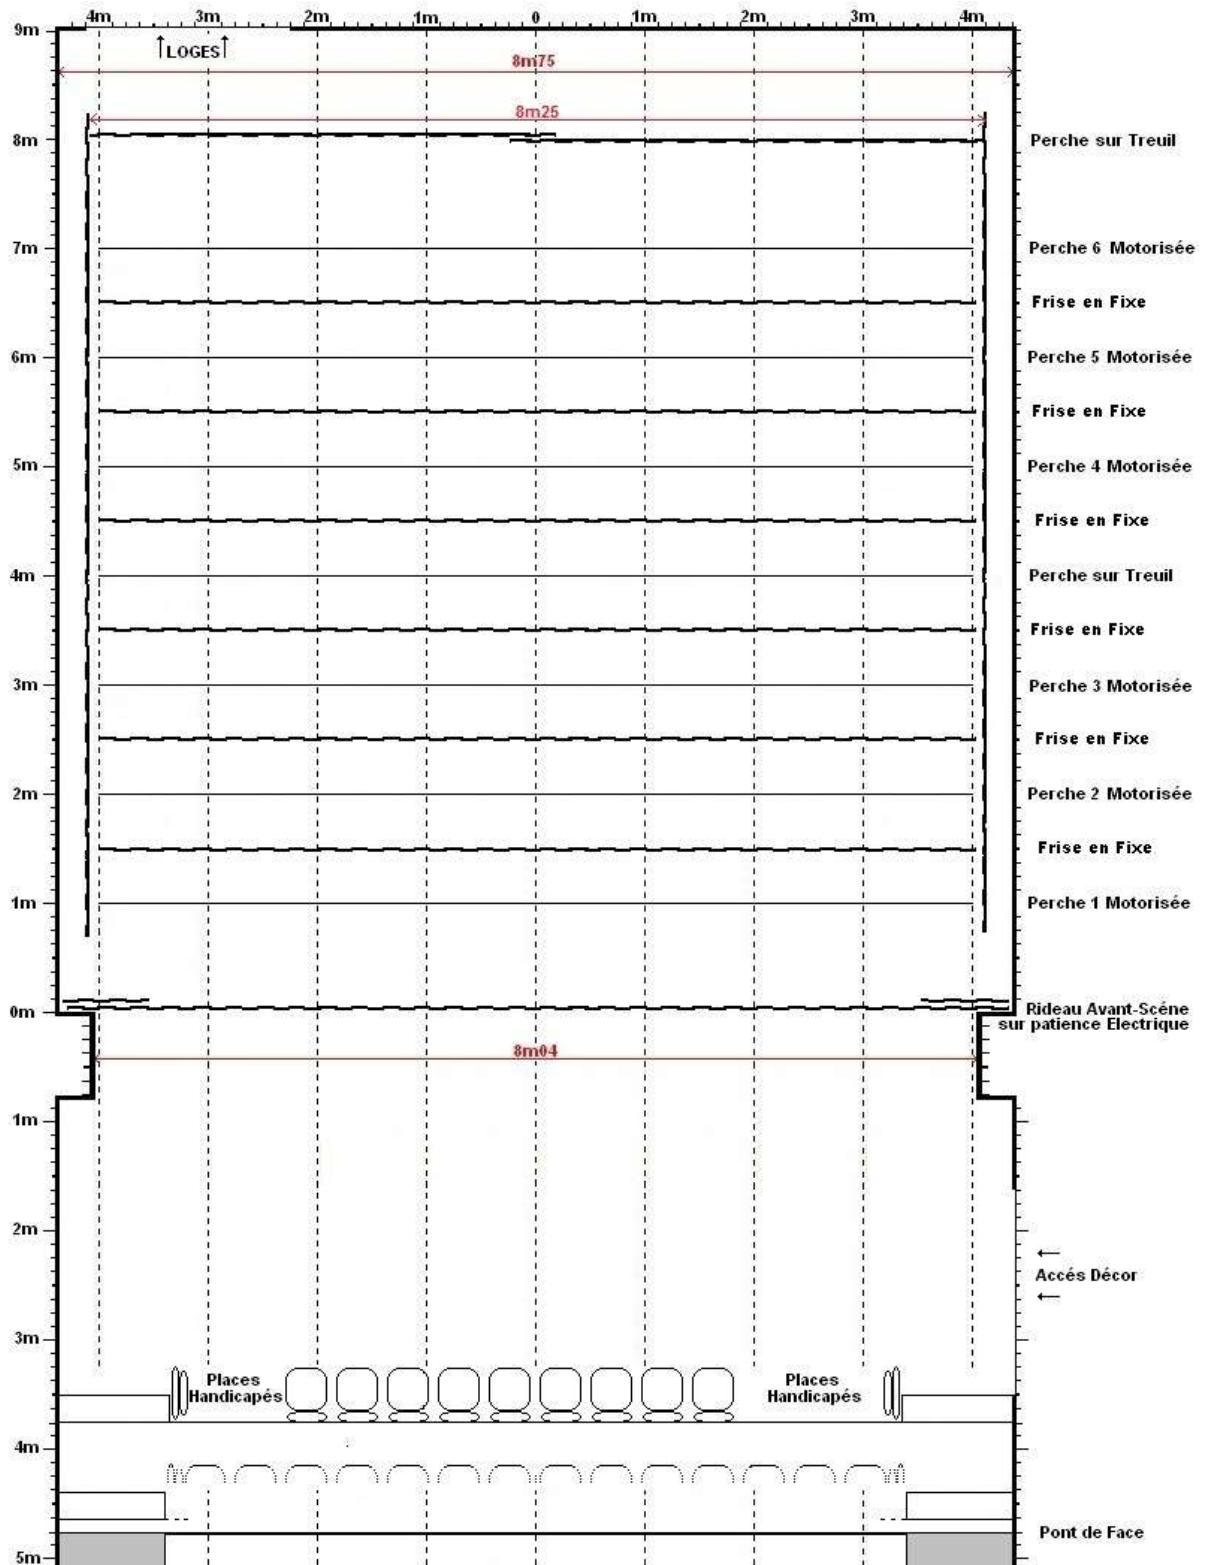 4m 3m 2m 1m 0 1m 2m 3m 4m
9m
LOGES
8m75
8m25
8m Perche sur Treuil
7m Perche 6 Motorisée
Frise en Fixe
6m Perche 5 Motorisée
Frise en Fixe
5m Perche 4 Motorisée
Frise en Fixe
4m Perche sur Treuil
Frise en Fixe
3m Perche 3 Motorisée
Frise en Fixe
2m Perche 2 Motorisée
Frise en Fixe
1m Perche 1 Motorisée
0m Rideau Avant-Scéne
sur patience Electrique
8m04
1m
2m
Accés Décor
3m
Places
Handicapés
Places
Handicapés
4m
Pont de Face
5m